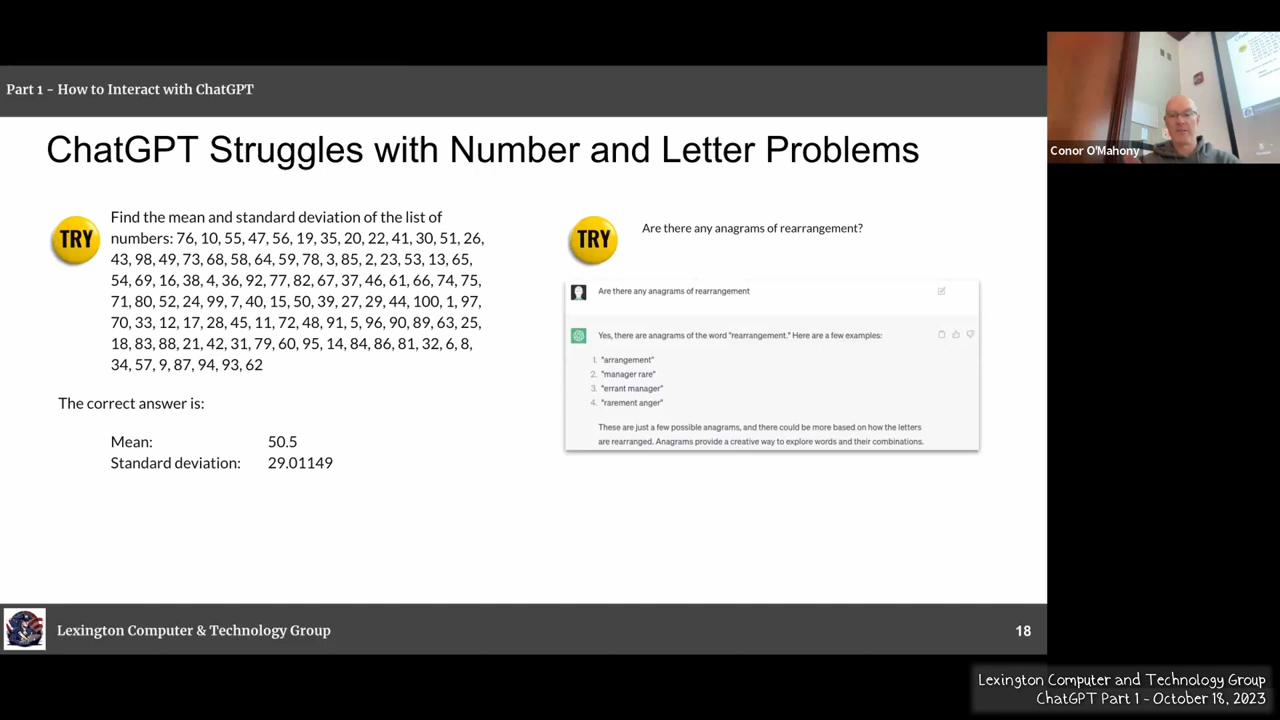 Part 1 - How to Interact with ChatGPT
ChatGPT Struggles with Number and Letter Problems
TRY
Find the mean and standard deviation of the list of
numbers: 76, 10, 55, 47, 56, 19, 35, 20, 22, 41, 30, 51, 26,
43, 98, 49, 73, 68, 58, 64, 59, 78, 3, 85, 2, 23, 53, 13, 65,
54, 69, 16, 38, 4, 36, 92, 77, 82, 67, 37, 46, 61, 66, 74, 75,
71, 80, 52, 24, 99, 7, 40, 15, 50, 39, 27, 29, 44, 100, 1, 97,
70, 33, 12, 17, 28, 45, 11, 72, 48, 91, 5, 96, 90, 89, 63, 25,
18, 83, 88, 21, 42, 31, 79, 60, 95, 14, 84, 86, 81, 32, 6, 8,
34, 57, 9, 87, 94, 93, 62
The correct answer is:
Mean: 50.5
Standard deviation: 29.01149
TRY
Are there any anagrams of rearrangement?
Are there any anagrams of rearrangement
Yes, there are anagrams of the word "rearrangement." Here are a few examples:
1. "arrangement"
2. "manager rare"
3. "errant manager"
4. "rarement anger"
These are just a few possible anagrams, and there could be more based on how the letters
are rearranged. Anagrams provide a creative way to explore words and their combinations.
Lexington Computer & Technology Group
18
Conor O'Mahony
Lexington Computer and Technology Group
ChatGPT Part 1 - October 18, 2023